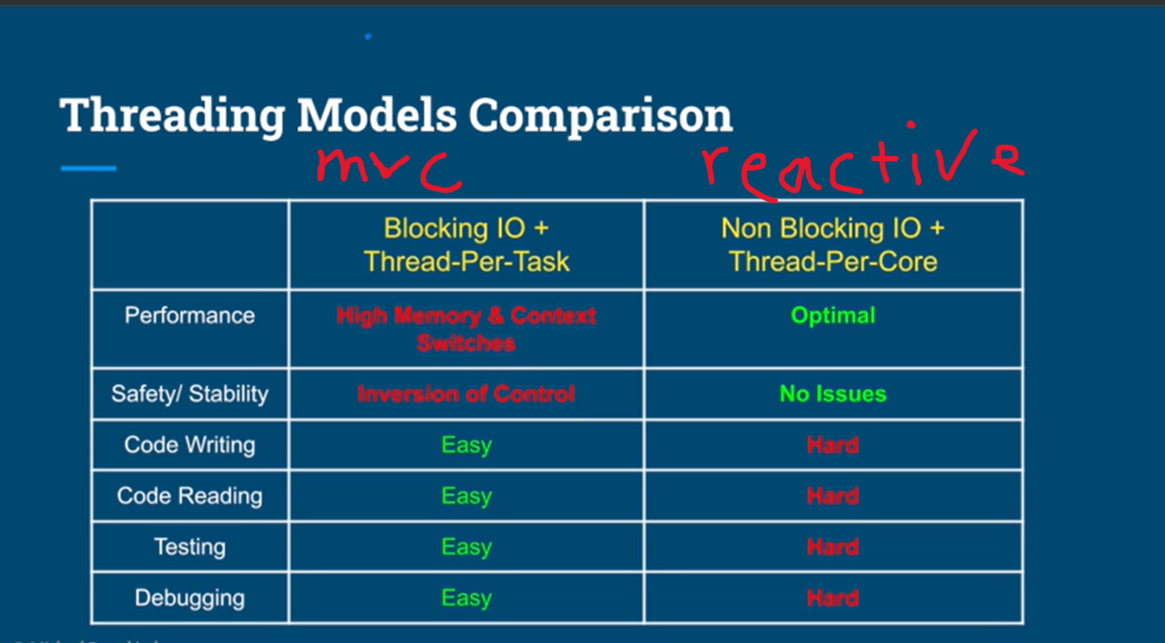 Threading Models Comparison
mvc reactive
Blocking IO + Non Blocking IO +
Thread-Per-Task Thread-Per-Core
Performance High Memory & Context Optimal
Switches
Safety/ Stability Inversion of Control No Issues
Code Writing Easy Hard
Code Reading Easy Hard
Testing Easy Hard
Debugging Easy Hard